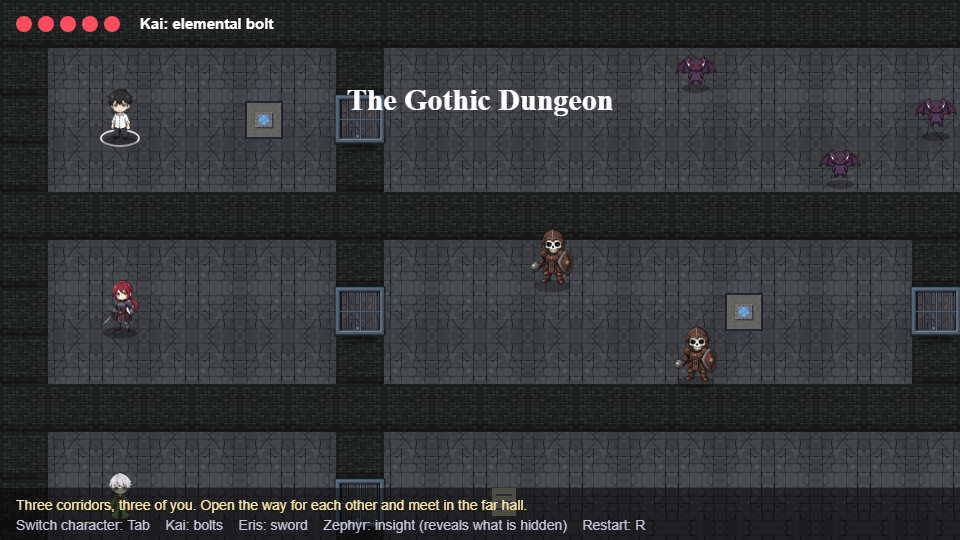 Kai: elemental bolt
The Gothic Dungeon
Three corridors, three of you. Open the way for each other and meet in the far hall.
Switch character: Tab Kai: bolts Eris: sword Zephyr: insight (reveals what is hidden) Restart: R